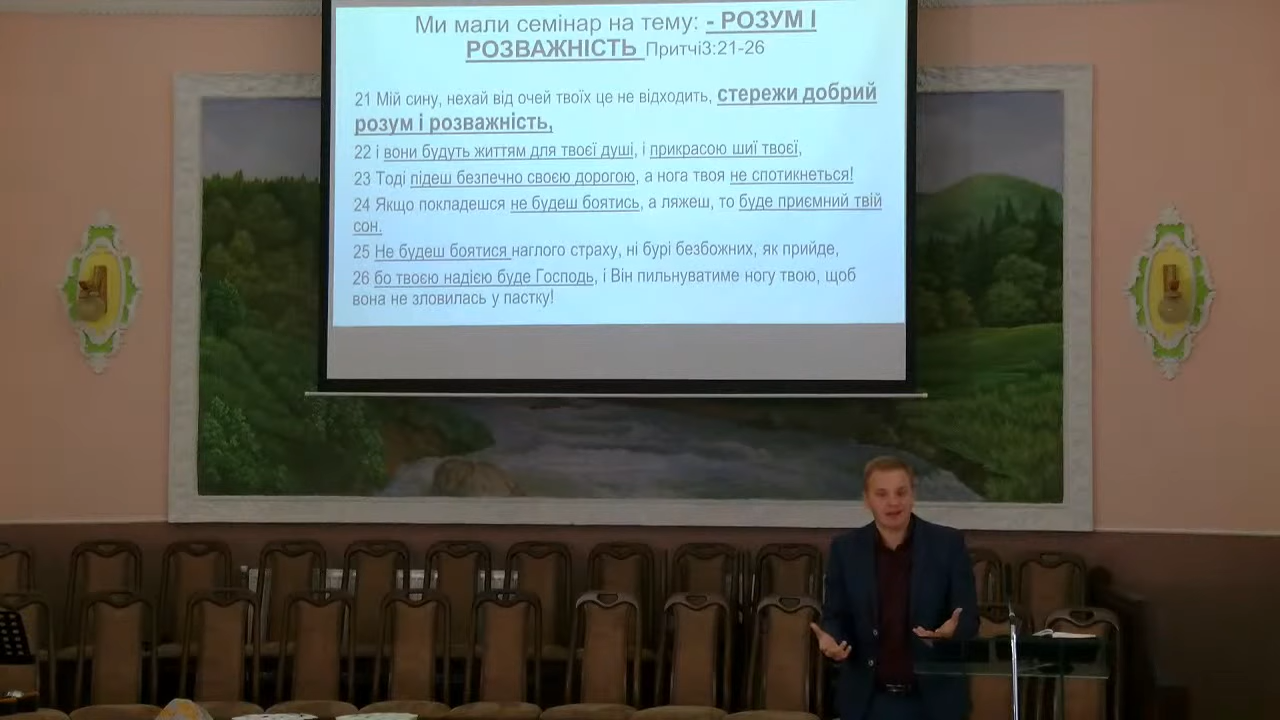 Ми мали семінар на тему: - РОЗУМ І
РОЗВАЖНІСТЬ Притчі3:21-26
21 Мій сину, нехай від очей твоїх це не відходить, стережи добрий
розум і розважність,
22 і вони будуть життям для твоєї душі, і прикрасою шиї твоєї,
23 Тоді підеш безпечно своєю дорогою, а нога твоя не спотикнеться!
24 Якщо покладешся не будеш боятись, а ляжеш, то буде приємний твій
сон.
25 Не будеш боятися наглого страху, ні бурі безбожних, як прийде,
26 бо твоєю надією буде Господь, і Він пильнуватиме ногу твою, щоб
вона не зловилась у пастку!